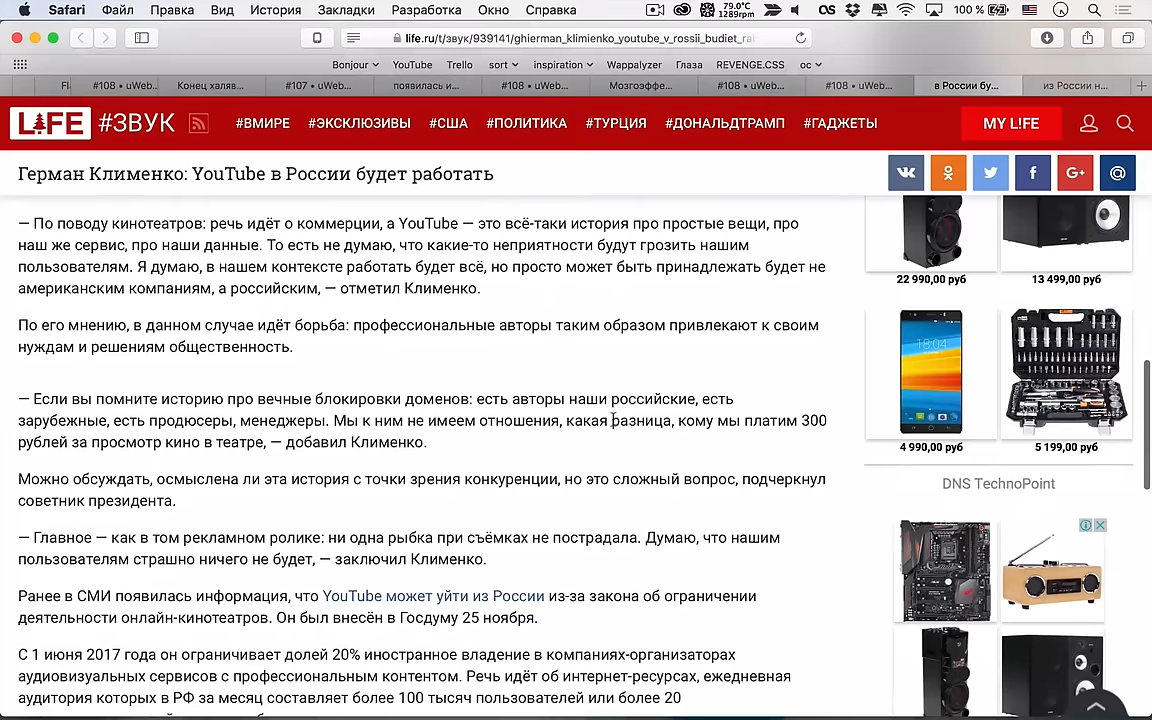 Safari Файл Правка Вид История Закладки Разработка Окно Справка 79.0°C 1289rpm 100 %
life.ru/t/звук/939141/ghierman_klimienko_youtube_v_rossii_budiet_ra
Bonjour YouTube Trello sort inspiration Wappalyzer Глаза REVENGE.CSS ос
Fl #108 – uWeb... Конец халяв... #107 – uWeb... появилась и... #108 – uWeb... Мозгоэффе... #108 – uWeb... #108 – uWeb... в России бу... из России н...
L!FE #ЗВУК #ВМИРЕ #ЭКСКЛЮЗИВЫ #США #ПОЛИТИКА #ТУРЦИЯ #ДОНАЛЬДТРАМП #ГАДЖЕТЫ MY L!FE
Герман Клименко: YouTube в России будет работать
— По поводу кинотеатров: речь идёт о коммерции, а YouTube — это всё-таки история про простые вещи, про
наш же сервис, про наши данные. То есть не думаю, что какие-то неприятности будут грозить нашим
пользователям. Я думаю, в нашем контексте работать будет всё, но просто может быть принадлежать будет не
американским компаниям, а российским, — отметил Клименко.
По его мнению, в данном случае идёт борьба: профессиональные авторы таким образом привлекают к своим
нуждам и решениям общественность.
— Если вы помните историю про вечные блокировки доменов: есть авторы наши российские, есть
зарубежные, есть продюсеры, менеджеры. Мы к ним не имеем отношения, какая разница, кому мы платим 300
рублей за просмотр кино в театре, — добавил Клименко.
Можно обсуждать, осмыслена ли эта история с точки зрения конкуренции, но это сложный вопрос, подчеркнул
советник президента.
— Главное — как в том рекламном ролике: ни одна рыбка при съёмках не пострадала. Думаю, что нашим
пользователям страшно ничего не будет, — заключил Клименко.
Ранее в СМИ появилась информация, что YouTube может уйти из России из-за закона об ограничении
деятельности онлайн-кинотеатров. Он был внесён в Госдуму 25 ноября.
С 1 июня 2017 года он ограничивает долей 20% иностранное владение в компаниях-организаторах
аудиовизуальных сервисов с профессиональным контентом. Речь идёт об интернет-ресурсах, ежедневная
аудитория которых в РФ за месяц составляет более 100 тысяч пользователей или более 20
22 990,00 руб 13 499,00 руб
18:04
4 990,00 руб 5 199,00 руб
DNS TechnoPoint